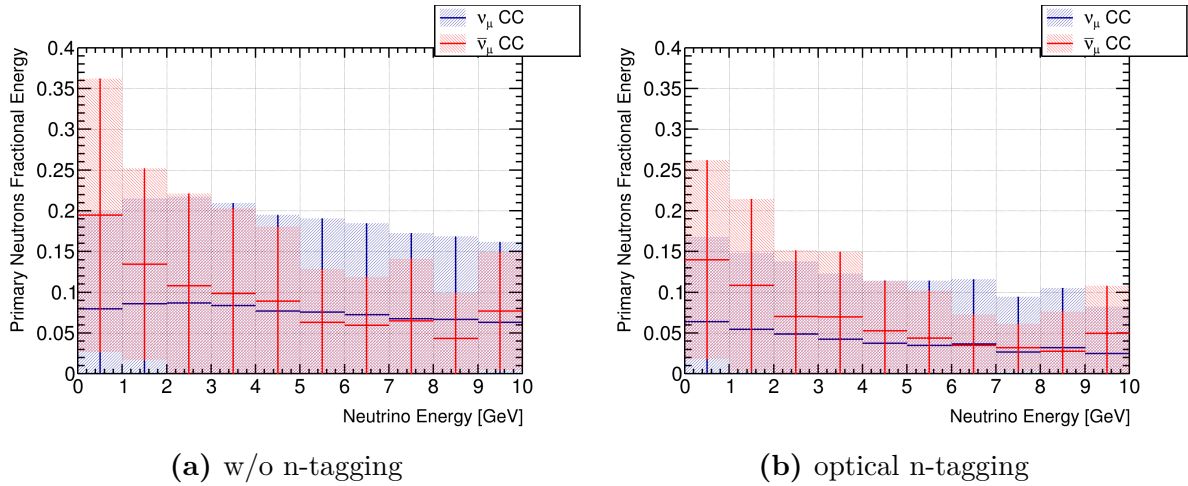 ν_μ CC
ν̅_μ CC
Primary Neutrons Fractional Energy
0.4
0.35
0.3
0.25
0.2
0.15
0.1
0.05
0
0 1 2 3 4 5 6 7 8 9 10
Neutrino Energy [GeV]
(a) w/o n-tagging
ν_μ CC
ν̅_μ CC
Primary Neutrons Fractional Energy
0.4
0.35
0.3
0.25
0.2
0.15
0.1
0.05
0
0 1 2 3 4 5 6 7 8 9 10
Neutrino Energy [GeV]
(b) optical n-tagging